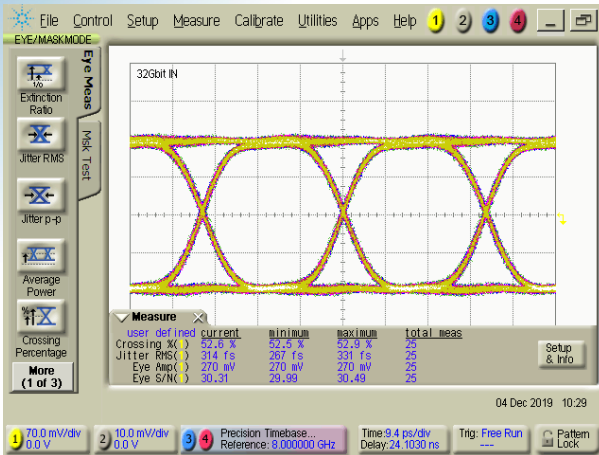 File Control Setup Measure Calibrate Utilities Apps Help 1 2 3 4
EYE/MASK MODE
Eye Meas
Msk Test
Extinction
Ratio
Jitter RMS
Jitter p-p
Average
Power
Crossing
Percentage
More
(1 of 3)
32Gbit IN
Measure
user defined current minimum maximum total meas
Crossing %(1) 52.6 % 52.5 % 52.9 % 25
Jitter RMS(1) 314 fs 267 fs 331 fs 25
Eye Amp(1) 270 mV 270 mV 270 mV 25
Eye S/N(1) 30.31 29.99 30.49 25
Setup
& Info
04 Dec 2019 10:29
1 70.0 mV/div
0.0 V
2 10.0 mV/div
0.0 V
3 4 Precision Timebase...
Reference: 8.000000 GHz
Time:9.4 ps/div
Delay:24.1030 ns
Trig: Free Run
---
Pattern
Lock